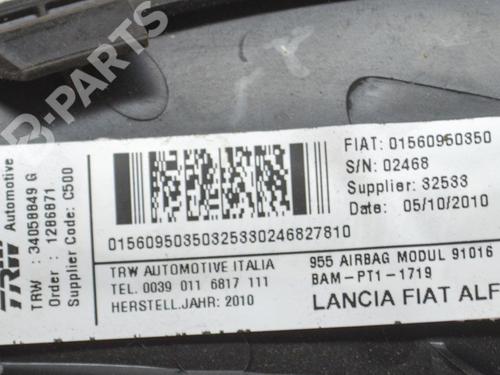 B-PARTS
TRW Automotive
TRW : 34058849 G
Order : 1286871
Supplier Code: C500
FIAT: 01560950350
S/N: 02468
Supplier: 32533
Date: 05/10/2010
01560950350325330246827810
TRW AUTOMOTIVE ITALIA
TEL. 0039 011 6817 111
HERSTELL.JAHR: 2010
955 AIRBAG MODUL 91016
BAM-PT1-1719
LANCIA FIAT ALF